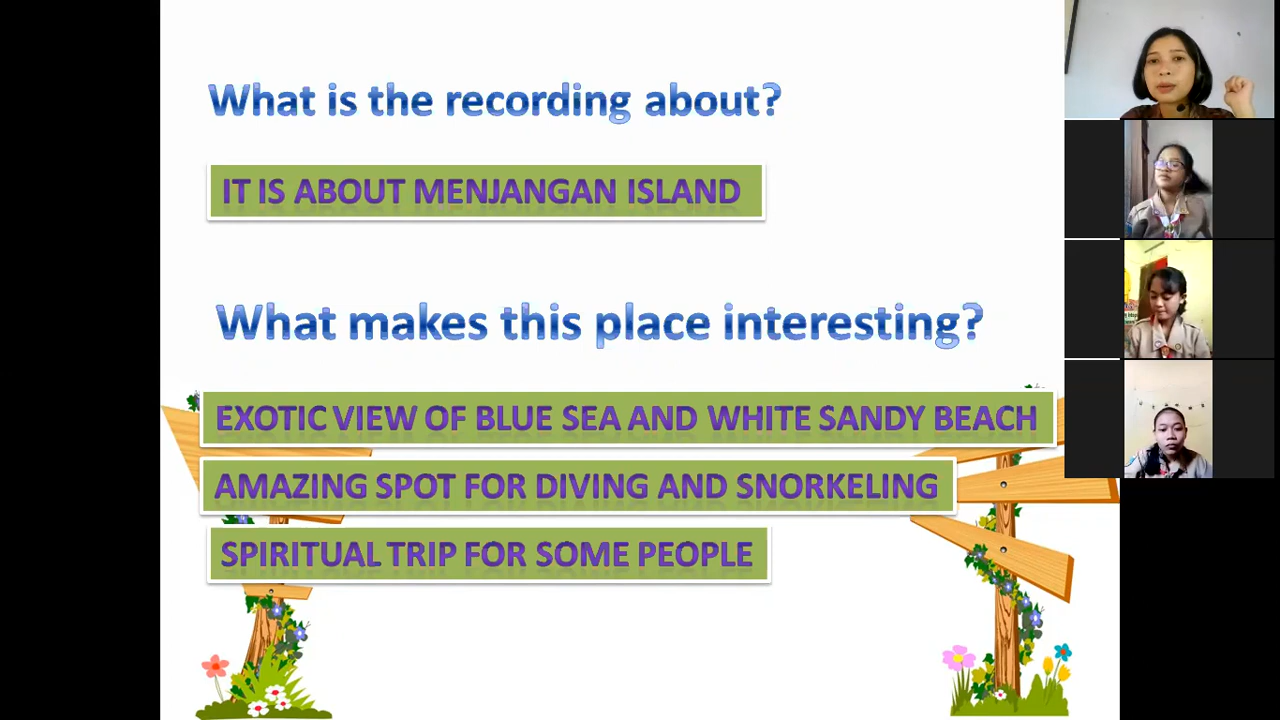 What is the recording about?
IT IS ABOUT MENJANGAN ISLAND
What makes this place interesting?
EXOTIC VIEW OF BLUE SEA AND WHITE SANDY BEACH
AMAZING SPOT FOR DIVING AND SNORKELING
SPIRITUAL TRIP FOR SOME PEOPLE